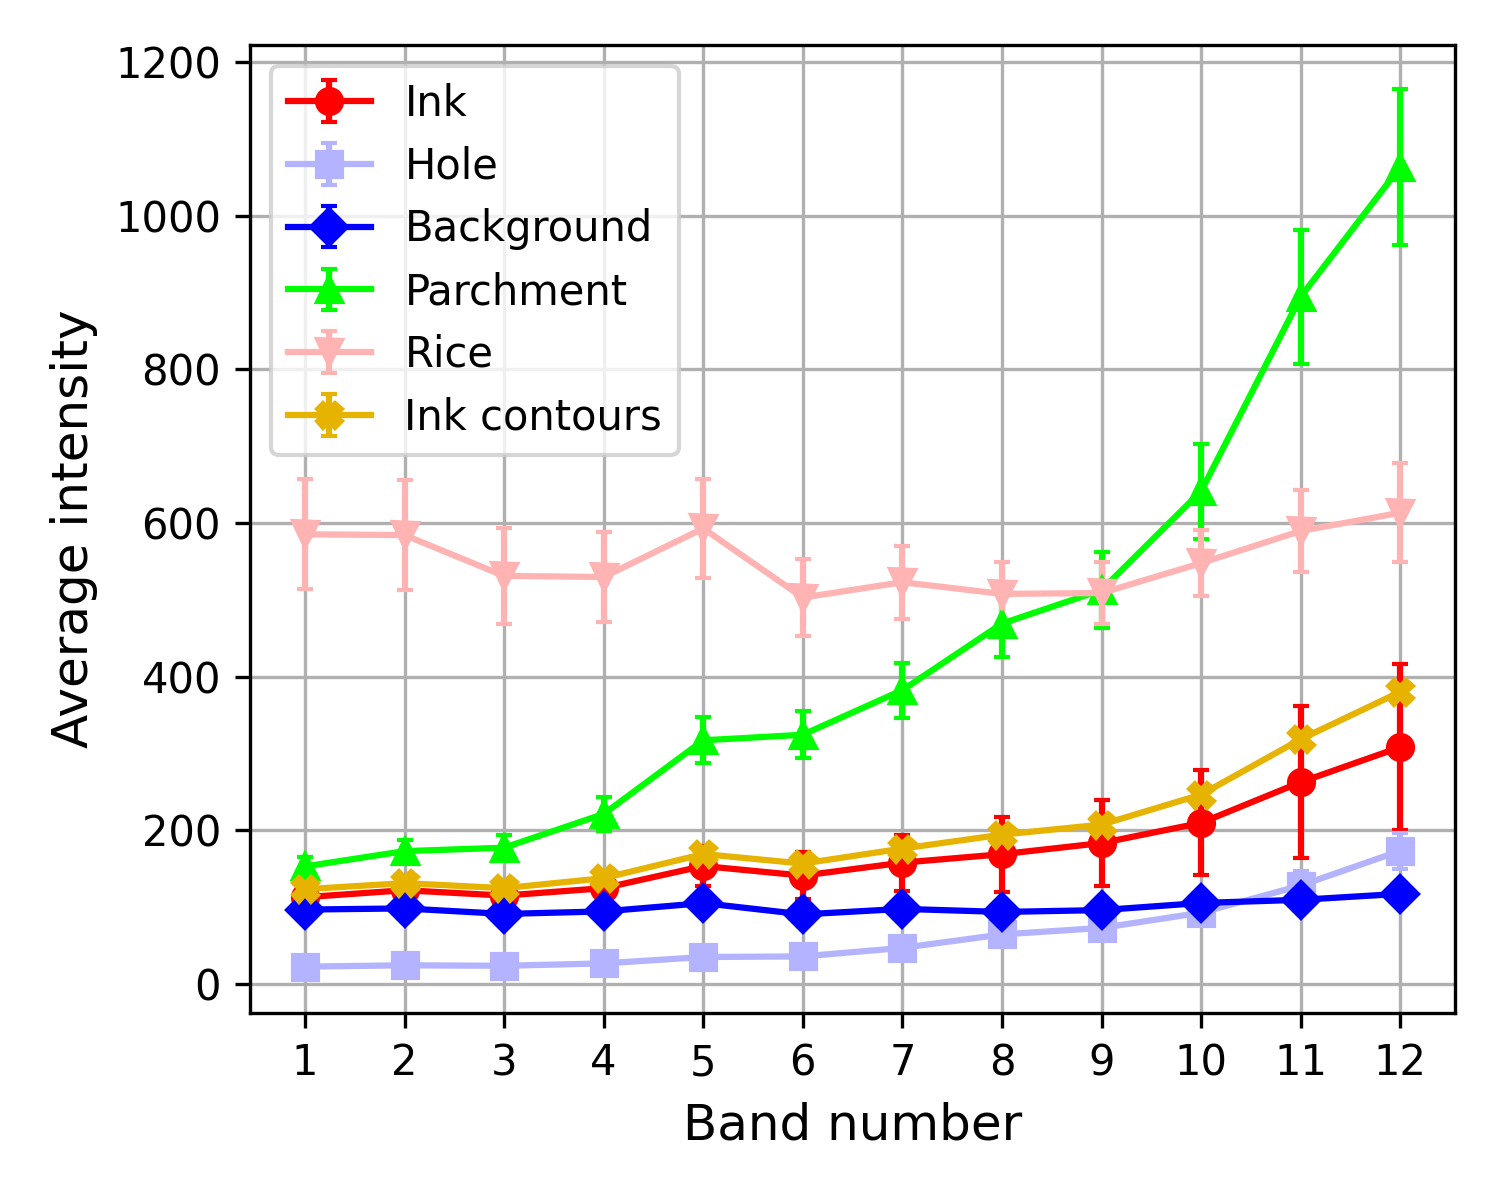 1200
1000
800
600
400
200
0
Average intensity
Ink
Hole
Background
Parchment
Rice
Ink contours
1 2 3 4 5 6 7 8 9 10 11 12
Band number